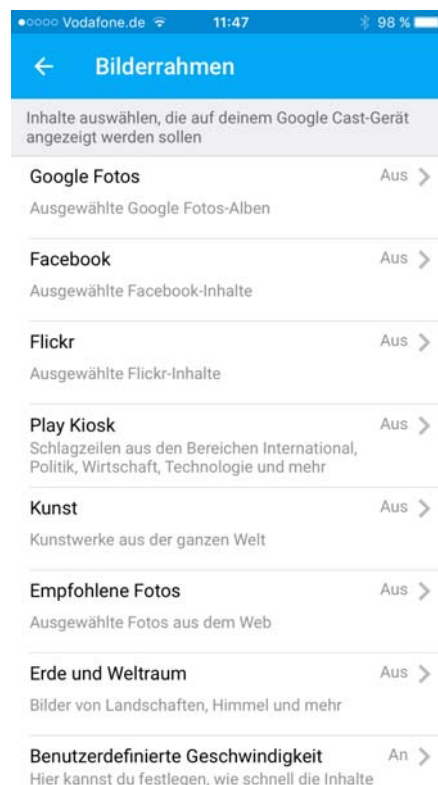 Vodafone.de 11:47 98 %
Bilderrahmen
Inhalte auswählen, die auf deinem Google Cast-Gerät
angezeigt werden sollen
Google Fotos Aus
Ausgewählte Google Fotos-Alben
Facebook Aus
Ausgewählte Facebook-Inhalte
Flickr Aus
Ausgewählte Flickr-Inhalte
Play Kiosk Aus
Schlagzeilen aus den Bereichen International,
Politik, Wirtschaft, Technologie und mehr
Kunst Aus
Kunstwerke aus der ganzen Welt
Empfohlene Fotos Aus
Ausgewählte Fotos aus dem Web
Erde und Weltraum Aus
Bilder von Landschaften, Himmel und mehr
Benutzerdefinierte Geschwindigkeit An
Hier kannst du festlegen, wie schnell die Inhalte